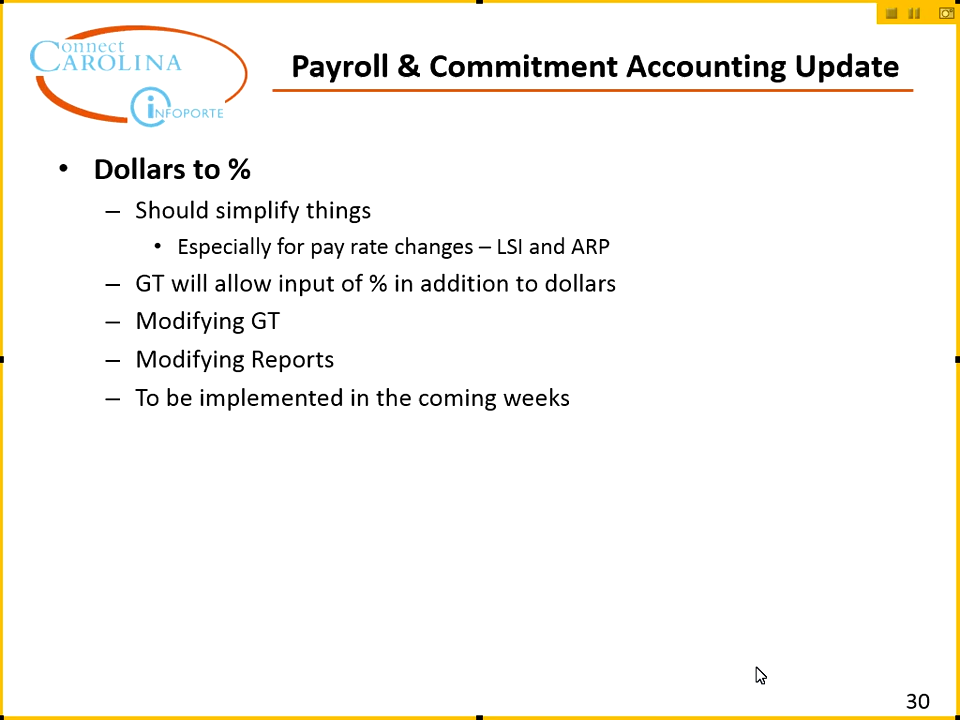 Connect
CAROLINA
iNFOPORTE
Payroll & Commitment Accounting Update
• Dollars to %
– Should simplify things
• Especially for pay rate changes – LSI and ARP
– GT will allow input of % in addition to dollars
– Modifying GT
– Modifying Reports
– To be implemented in the coming weeks
30